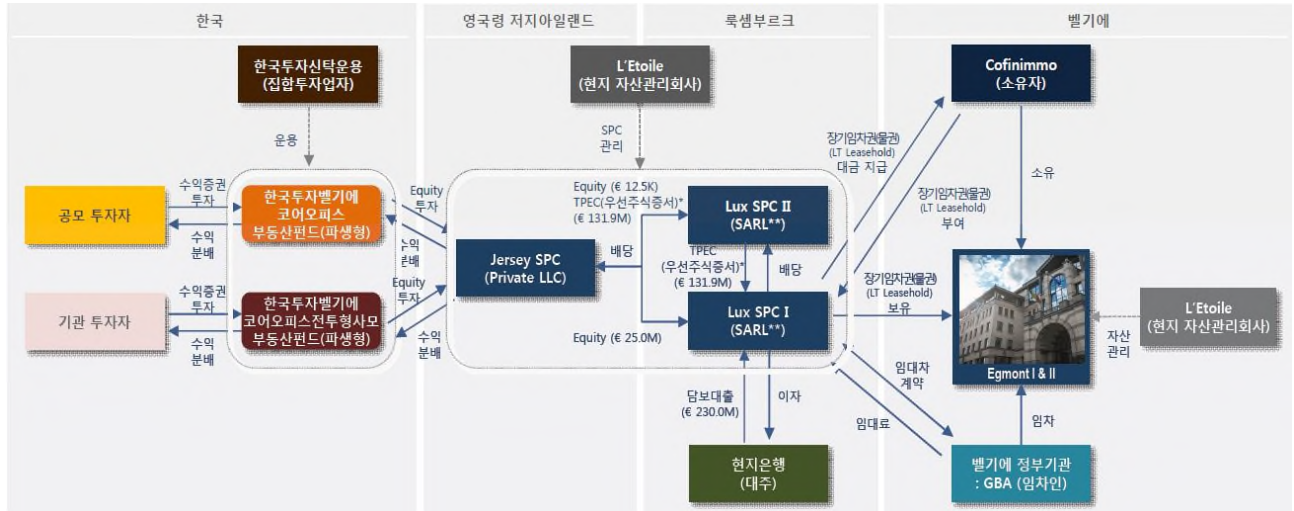 한국
영국령 저지아일랜드
룩셈부르크
벨기에
한국투자신탁운용
(집합투자업자)
L'Etoile
(현지 자산관리회사)
Cofinimmo
(소유자)
운용
SPC
관리
장기임차권(물권)
(LT Leasehold)
대금 지급
소유
수익증권
투자
공모 투자자
수익
분배
한국투자벨기에
코어오피스
부동산펀드(파생형)
Equity
투자
수익
분배
Equity (€ 12.5K)
TPEC(우선주식증서)*
(€ 131.9M)
Lux SPC II
(SARL**)
장기임차권(물권)
(LT Leasehold)
부여
Jersey SPC
(Private LLC)
배당
TPEC
(우선주식증서)*
(€ 131.9M)
배당
수익증권
투자
기관 투자자
수익
분배
한국투자벨기에
코어오피스전투형사모
부동산펀드(파생형)
Equity
투자
수익
분배
Equity (€ 25.0M)
Lux SPC I
(SARL**)
장기임차권(물권)
(LT Leasehold)
보유
Egmont I & II
자산
관리
L'Etoile
(현지 자산관리회사)
담보대출
(€ 230.0M)
이자
임대료
임대차
계약
임차
현지은행
(대주)
벨기에 정부기관
: GBA (임차인)